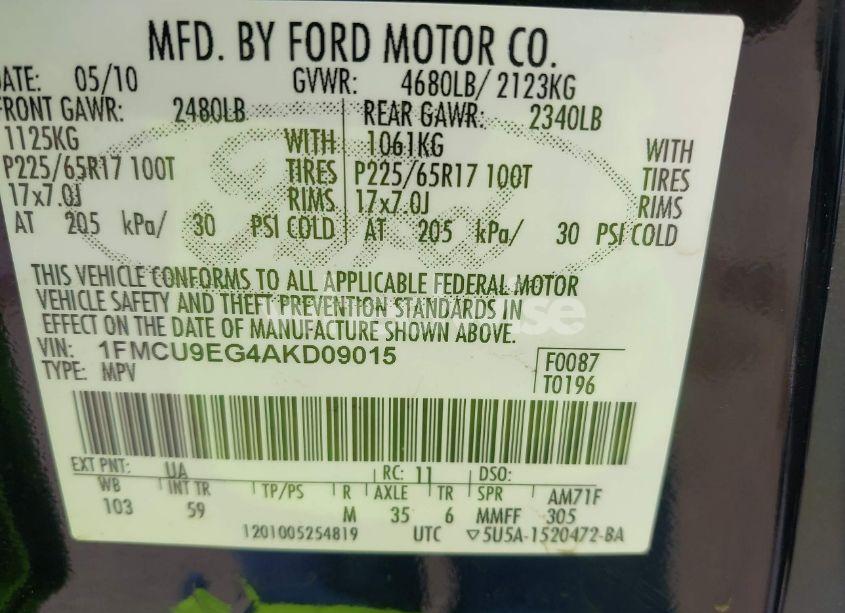 MFD. BY FORD MOTOR CO.
DATE: 05/10 GVWR: 4680LB/ 2123KG
FRONT GAWR: 2480LB REAR GAWR: 2340LB
1125KG WITH 1061KG WITH
P225/65R17 100T TIRES P225/65R17 100T TIRES
17x7.0J RIMS 17x7.0J RIMS
AT 205 kPa/ 30 PSI COLD AT 205 kPa/ 30 PSI COLD
THIS VEHICLE CONFORMS TO ALL APPLICABLE FEDERAL MOTOR
VEHICLE SAFETY AND THEFT PREVENTION STANDARDS IN
EFFECT ON THE DATE OF MANUFACTURE SHOWN ABOVE.
VIN: 1FMCU9EG4AKD09015 F0087
TYPE: MPV T0196
EXT PNT: UA RC: 11 DSO:
WB INT TR TP/PS R AXLE TR SPR AM71F
103 59 M 35 6 MMFF 305
1201005254819 UTC ▽5U5A-1520472-BA